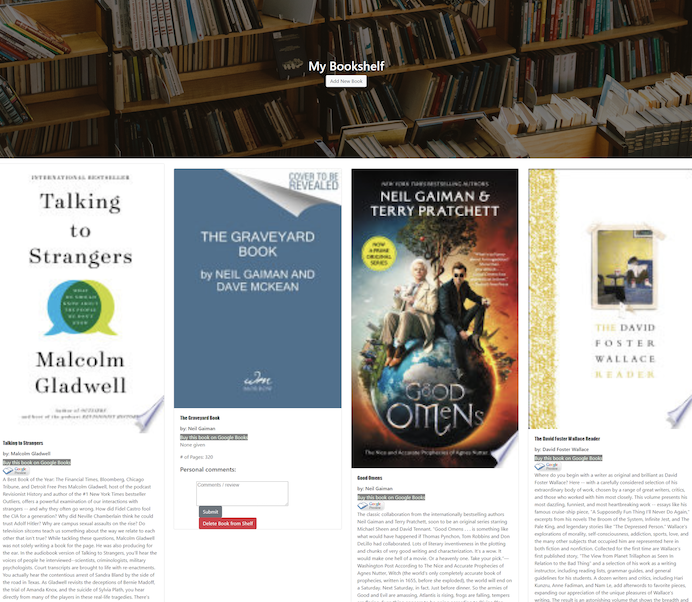 My Bookshelf
Add New Book
INTERNATIONAL BESTSELLER
Talking
to
Strangers
WHAT
WE SHOULD
KNOW ABOUT
THE PEOPLE
WE DON'T
KNOW
Malcolm
Gladwell
Author of OUTLIERS
and host of the podcast REVISIONIST HISTORY
Talking to Strangers
by: Malcolm Gladwell
Buy this book on Google Books
Google
Preview
A Best Book of the Year: The Financial Times, Bloomberg, Chicago
Tribune, and Detroit Free Press Malcolm Gladwell, host of the podcast
Revisionist History and author of the #1 New York Times bestseller
Outliers, offers a powerful examination of our interactions with
strangers -- and why they often go wrong. How did Fidel Castro fool
the CIA for a generation? Why did Neville Chamberlain think he could
trust Adolf Hitler? Why are campus sexual assaults on the rise? Do
television sitcoms teach us something about the way we relate to each
other that isn't true? While tackling these questions, Malcolm Gladwell
was not solely writing a book for the page. He was also producing for
the ear. In the audiobook version of Talking to Strangers, you'll hear the
voices of people he interviewed--scientists, criminologists, military
psychologists. Court transcripts are brought to life with re-enactments.
You actually hear the contentious arrest of Sandra Bland by the side of
the road in Texas. As Gladwell revisits the deceptions of Bernie Madoff,
the trial of Amanda Knox, and the suicide of Sylvia Plath, you hear
directly from many of the players in these real-life tragedies. There's
COVER TO BE
REVEALED
THE GRAVEYARD
BOOK
by NEIL GAIMAN AND
DAVE MCKEAN
The Graveyard Book
by: Neil Gaiman
Buy this book on Google Books
None given
# of Pages: 320
Personal comments:
Comments / review
Submit
Delete Book from Shelf
NEW YORK TIMES BESTSELLING AUTHORS
NEIL GAIMAN &
TERRY PRATCHETT
NOW A
PRIME
ORIGINAL
SERIES
GOOD
OMENS
The Nice and Accurate Prophecies of Agnes Nutter, Witch
Good Omens
by: Neil Gaiman
Buy this book on Google Books
Google
Preview
The classic collaboration from the internationally bestselling authors
Neil Gaiman and Terry Pratchett, soon to be an original series starring
Michael Sheen and David Tennant. "Good Omens . . . is something like
what would have happened if Thomas Pynchon, Tom Robbins and Don
DeLillo had collaborated. Lots of literary inventiveness in the plotting
and chunks of very good writing and characterization. It's a wow. It
would make one hell of a movie. Or a heavenly one. Take your pick."—
Washington Post According to The Nice and Accurate Prophecies of
Agnes Nutter, Witch (the world's only completely accurate book of
prophecies, written in 1655, before she exploded), the world will end on
a Saturday. Next Saturday, in fact. Just before dinner. So the armies of
Good and Evil are amassing, Atlantis is rising, frogs are falling, tempers
THE DAVID
FOSTER
WALLACE
READER
The David Foster Wallace Reader
by: David Foster Wallace
Buy this book on Google Books
Google
Preview
Where do you begin with a writer as original and brilliant as David
Foster Wallace? Here -- with a carefully considered selection of his
extraordinary body of work, chosen by a range of great writers, critics,
and those who worked with him most closely. This volume presents his
most dazzling, funniest, and most heartbreaking work -- essays like his
famous cruise-ship piece, "A Supposedly Fun Thing I'll Never Do Again,"
excerpts from his novels The Broom of the System, Infinite Jest, and The
Pale King, and legendary stories like "The Depressed Person." Wallace's
explorations of morality, self-consciousness, addiction, sports, love, and
the many other subjects that occupied him are represented here in
both fiction and nonfiction. Collected for the first time are Wallace's
first published story, "The View from Planet Trillaphon as Seen In
Relation to the Bad Thing" and a selection of his work as a writing
instructor, including reading lists, grammar guides, and general
guidelines for his students. A dozen writers and critics, including Hari
Kunzru, Anne Fadiman, and Nam Le, add afterwords to favorite pieces,
expanding our appreciation of the unique pleasures of Wallace's
writing. The result is an astonishing volume that shows the breadth and